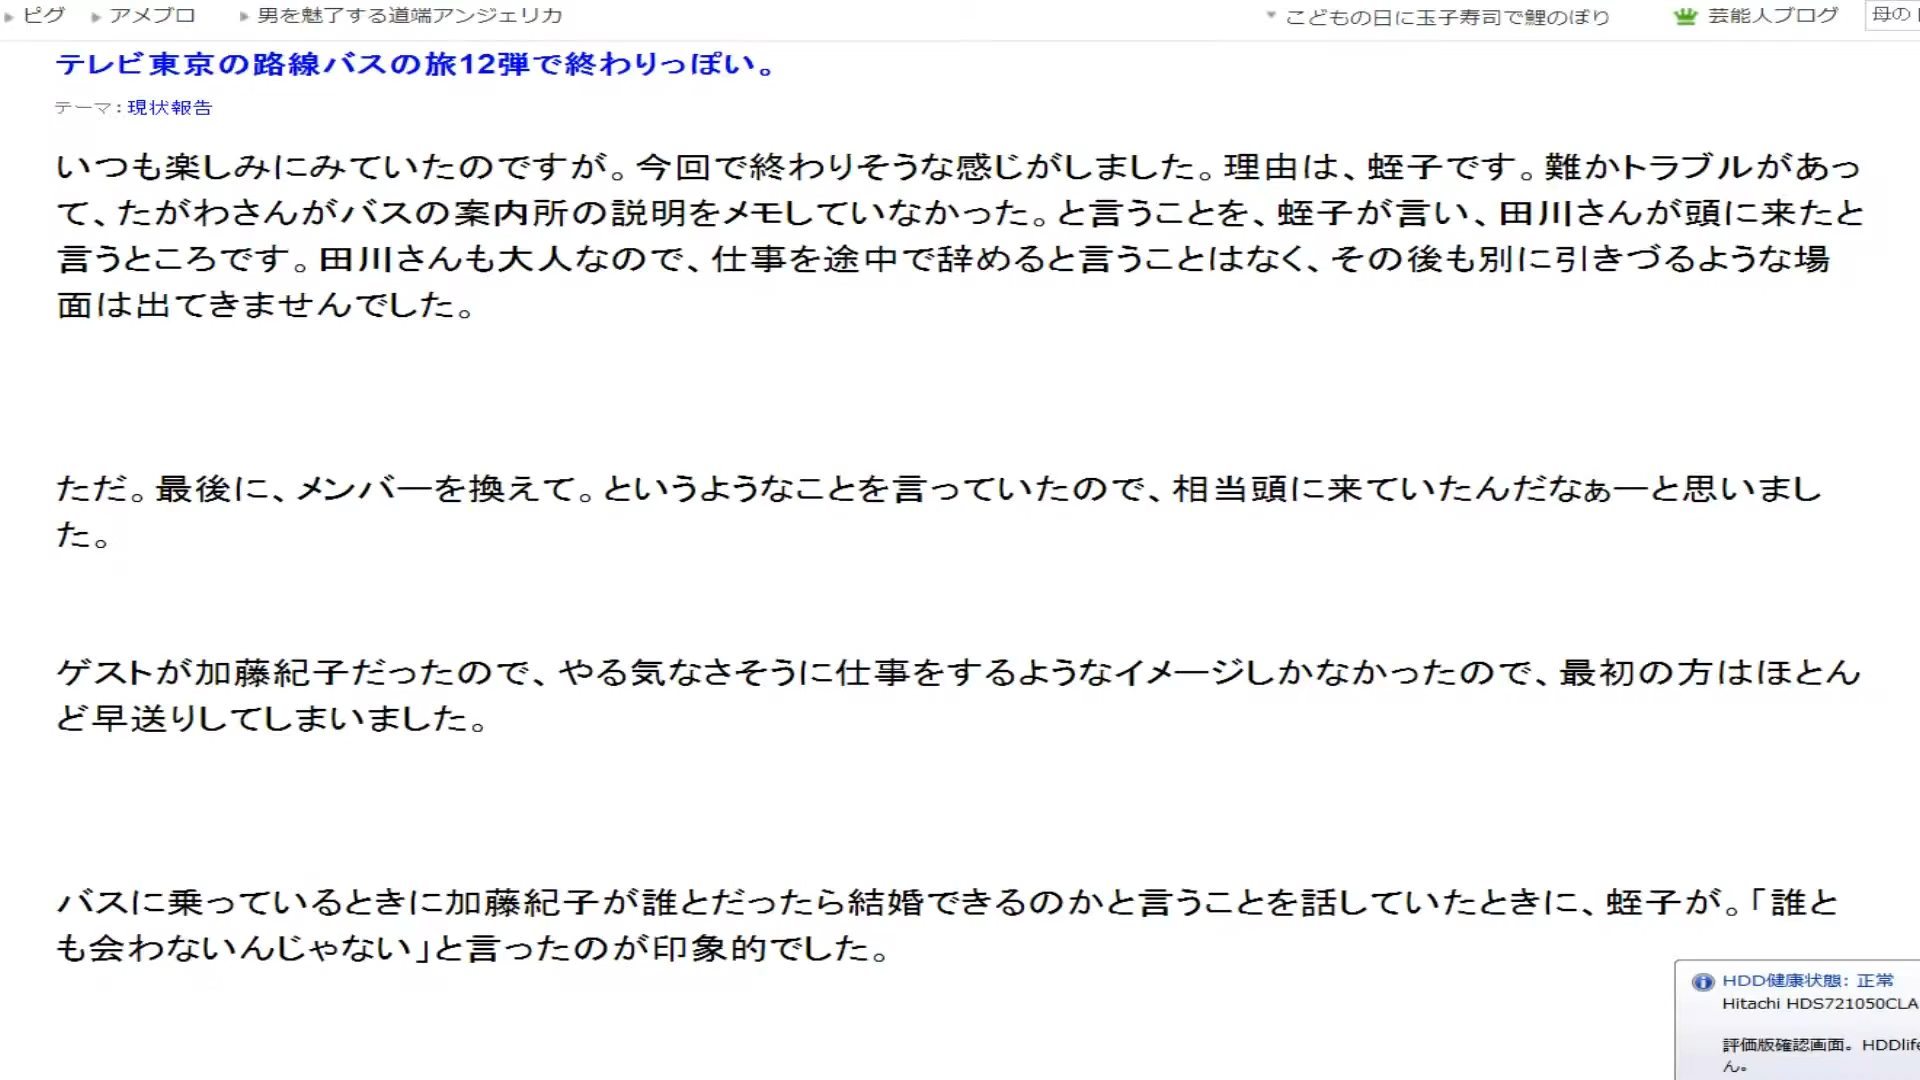 ピグ アメブロ 男を魅了する道端アンジェリカ こどもの日に玉子寿司で鯉のぼり 芸能人ブログ 母の
テレビ東京の路線バスの旅12弾で終わりっぽい。
テーマ：現状報告
いつも楽しみにみていたのですが。今回で終わりそうな感じがしました。理由は、蛭子です。難かトラブルがあっ
て、たがわさんがバスの案内所の説明をメモしていなかった。と言うことを、蛭子が言い、田川さんが頭に来たと
言うところです。田川さんも大人なので、仕事を途中で辞めると言うことはなく、その後も別に引きづるような場
面は出てきませんでした。
ただ。最後に、メンバーを換えて。というようなことを言っていたので、相当頭に来ていたんだなぁーと思いまし
た。
ゲストが加藤紀子だったので、やる気なさそうに仕事をするようなイメージしかなかったので、最初の方はほとん
ど早送りしてしまいました。
バスに乗っているときに加藤紀子が誰とだったら結婚できるのかと言うことを話していたときに、蛭子が。「誰と
も会わないんじゃない」と言ったのが印象的でした。
HDD健康状態: 正常
Hitachi HDS721050CLA
評価版確認画面。HDDlife
ん。